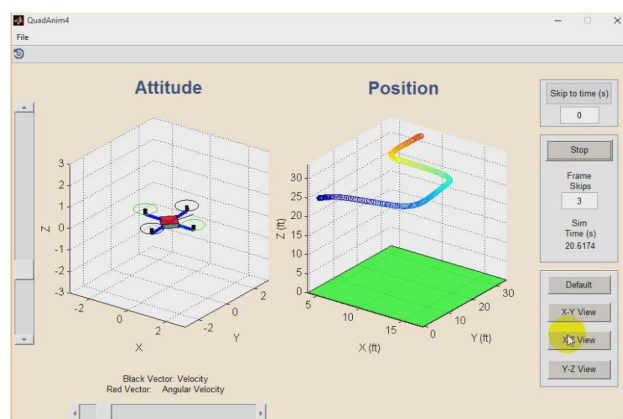 QuadAnim4
File
Attitude
Position
Skip to time (s)
0
Stop
Frame
Skips
3
Sim
Time (s)
20.6174
Default
X-Y View
View
Y-Z View
3
2
1
0
-1
-2
-3
Z
-2
0
2
X
-2
0
2
Y
30
25
20
15
10
5
0
Z (ft)
5
10
15
X (ft)
0
10
20
30
Y (ft)
Black Vector: Velocity
Red Vector: Angular Velocity